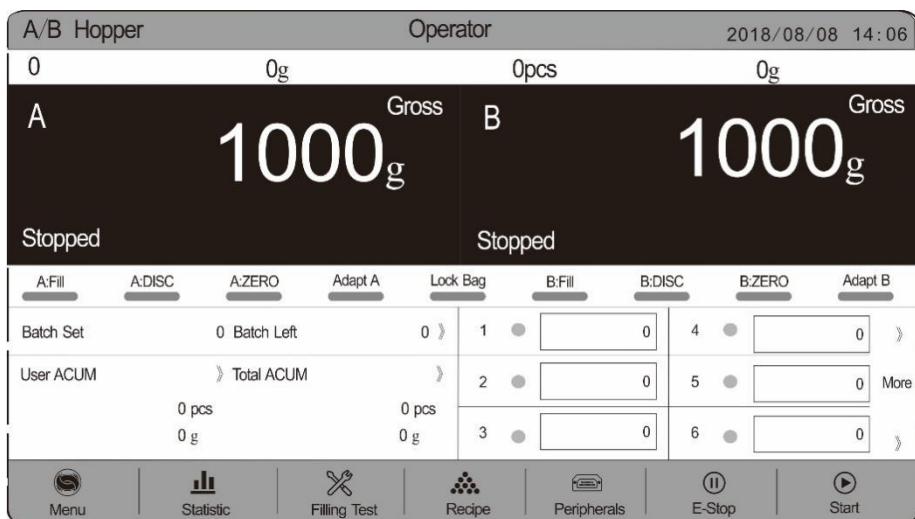 A/B Hopper Operator 2018/08/08 14:06
0 0g 0pcs 0g
A Gross B Gross
1000g 1000g
Stopped Stopped
A:Fill A:DISC A:ZERO Adapt A Lock Bag B:Fill B:DISC B:ZERO Adapt B
Batch Set 0 Batch Left 0 》 1 0 4 0 》
User ACUM 》 Total ACUM 》 2 0 5 0 More
0 pcs 0 pcs
0 g 0 g 3 0 6 0 》
Menu Statistic Filling Test Recipe Peripherals E-Stop Start